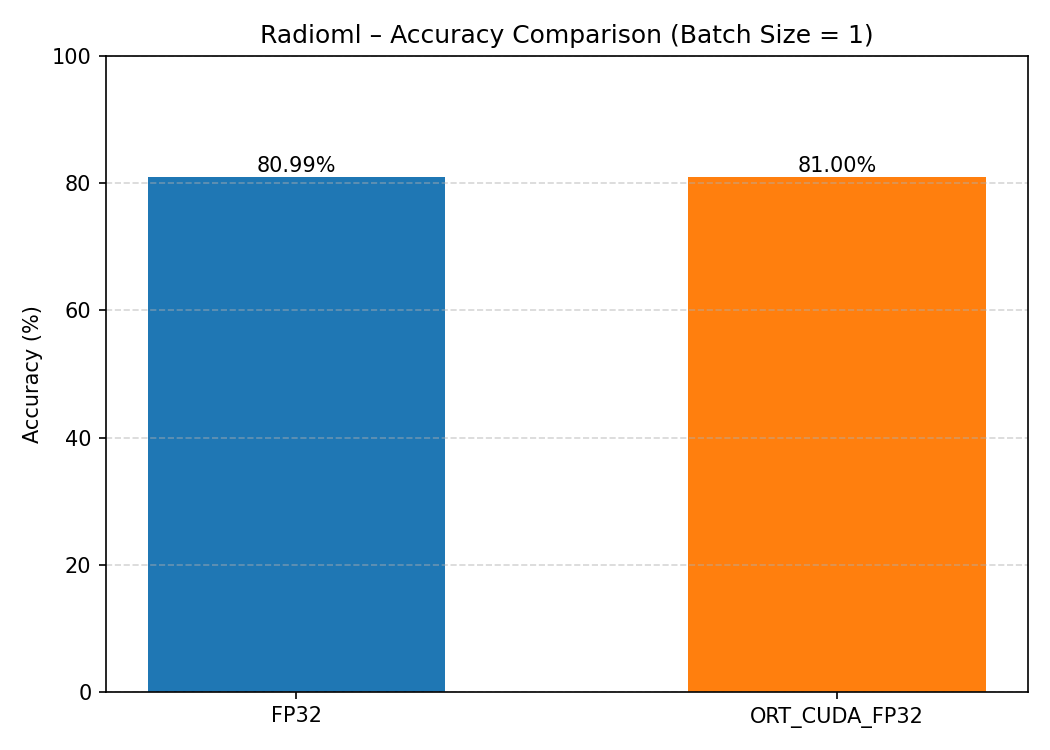 Radioml – Accuracy Comparison (Batch Size = 1)
100
80
60
40
20
0
Accuracy (%)
80.99%
81.00%
FP32
ORT_CUDA_FP32